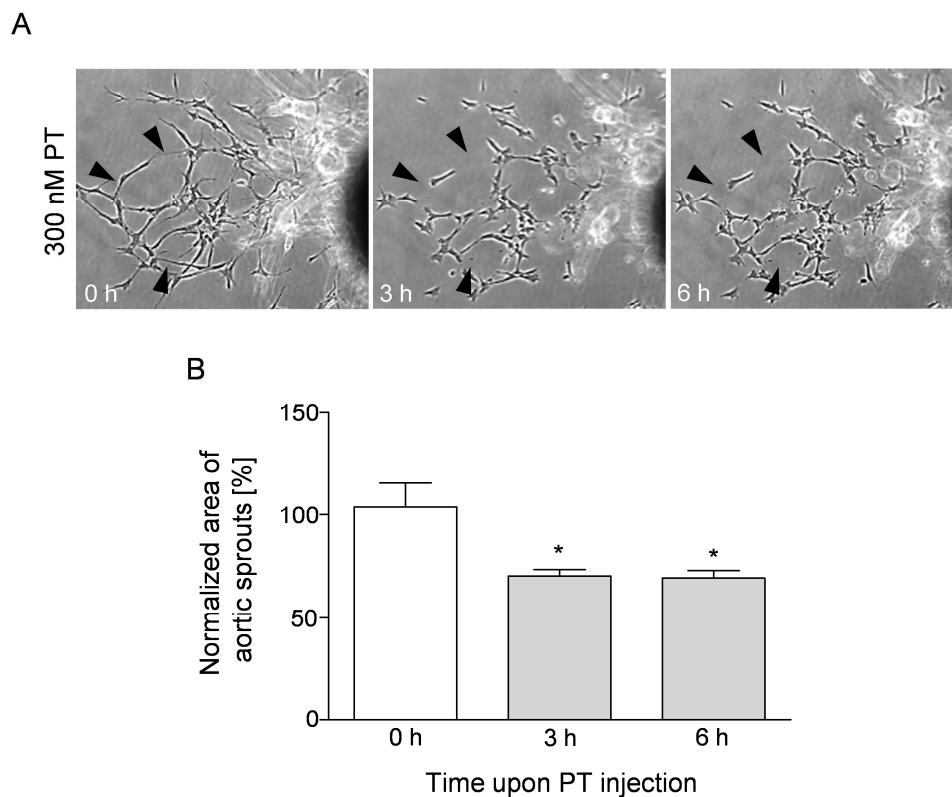 A
300 nM PT
0 h
3 h
6 h
B
Normalized area of
aortic sprouts [%]
150
100
50
0
*
*
0 h
3 h
6 h
Time upon PT injection